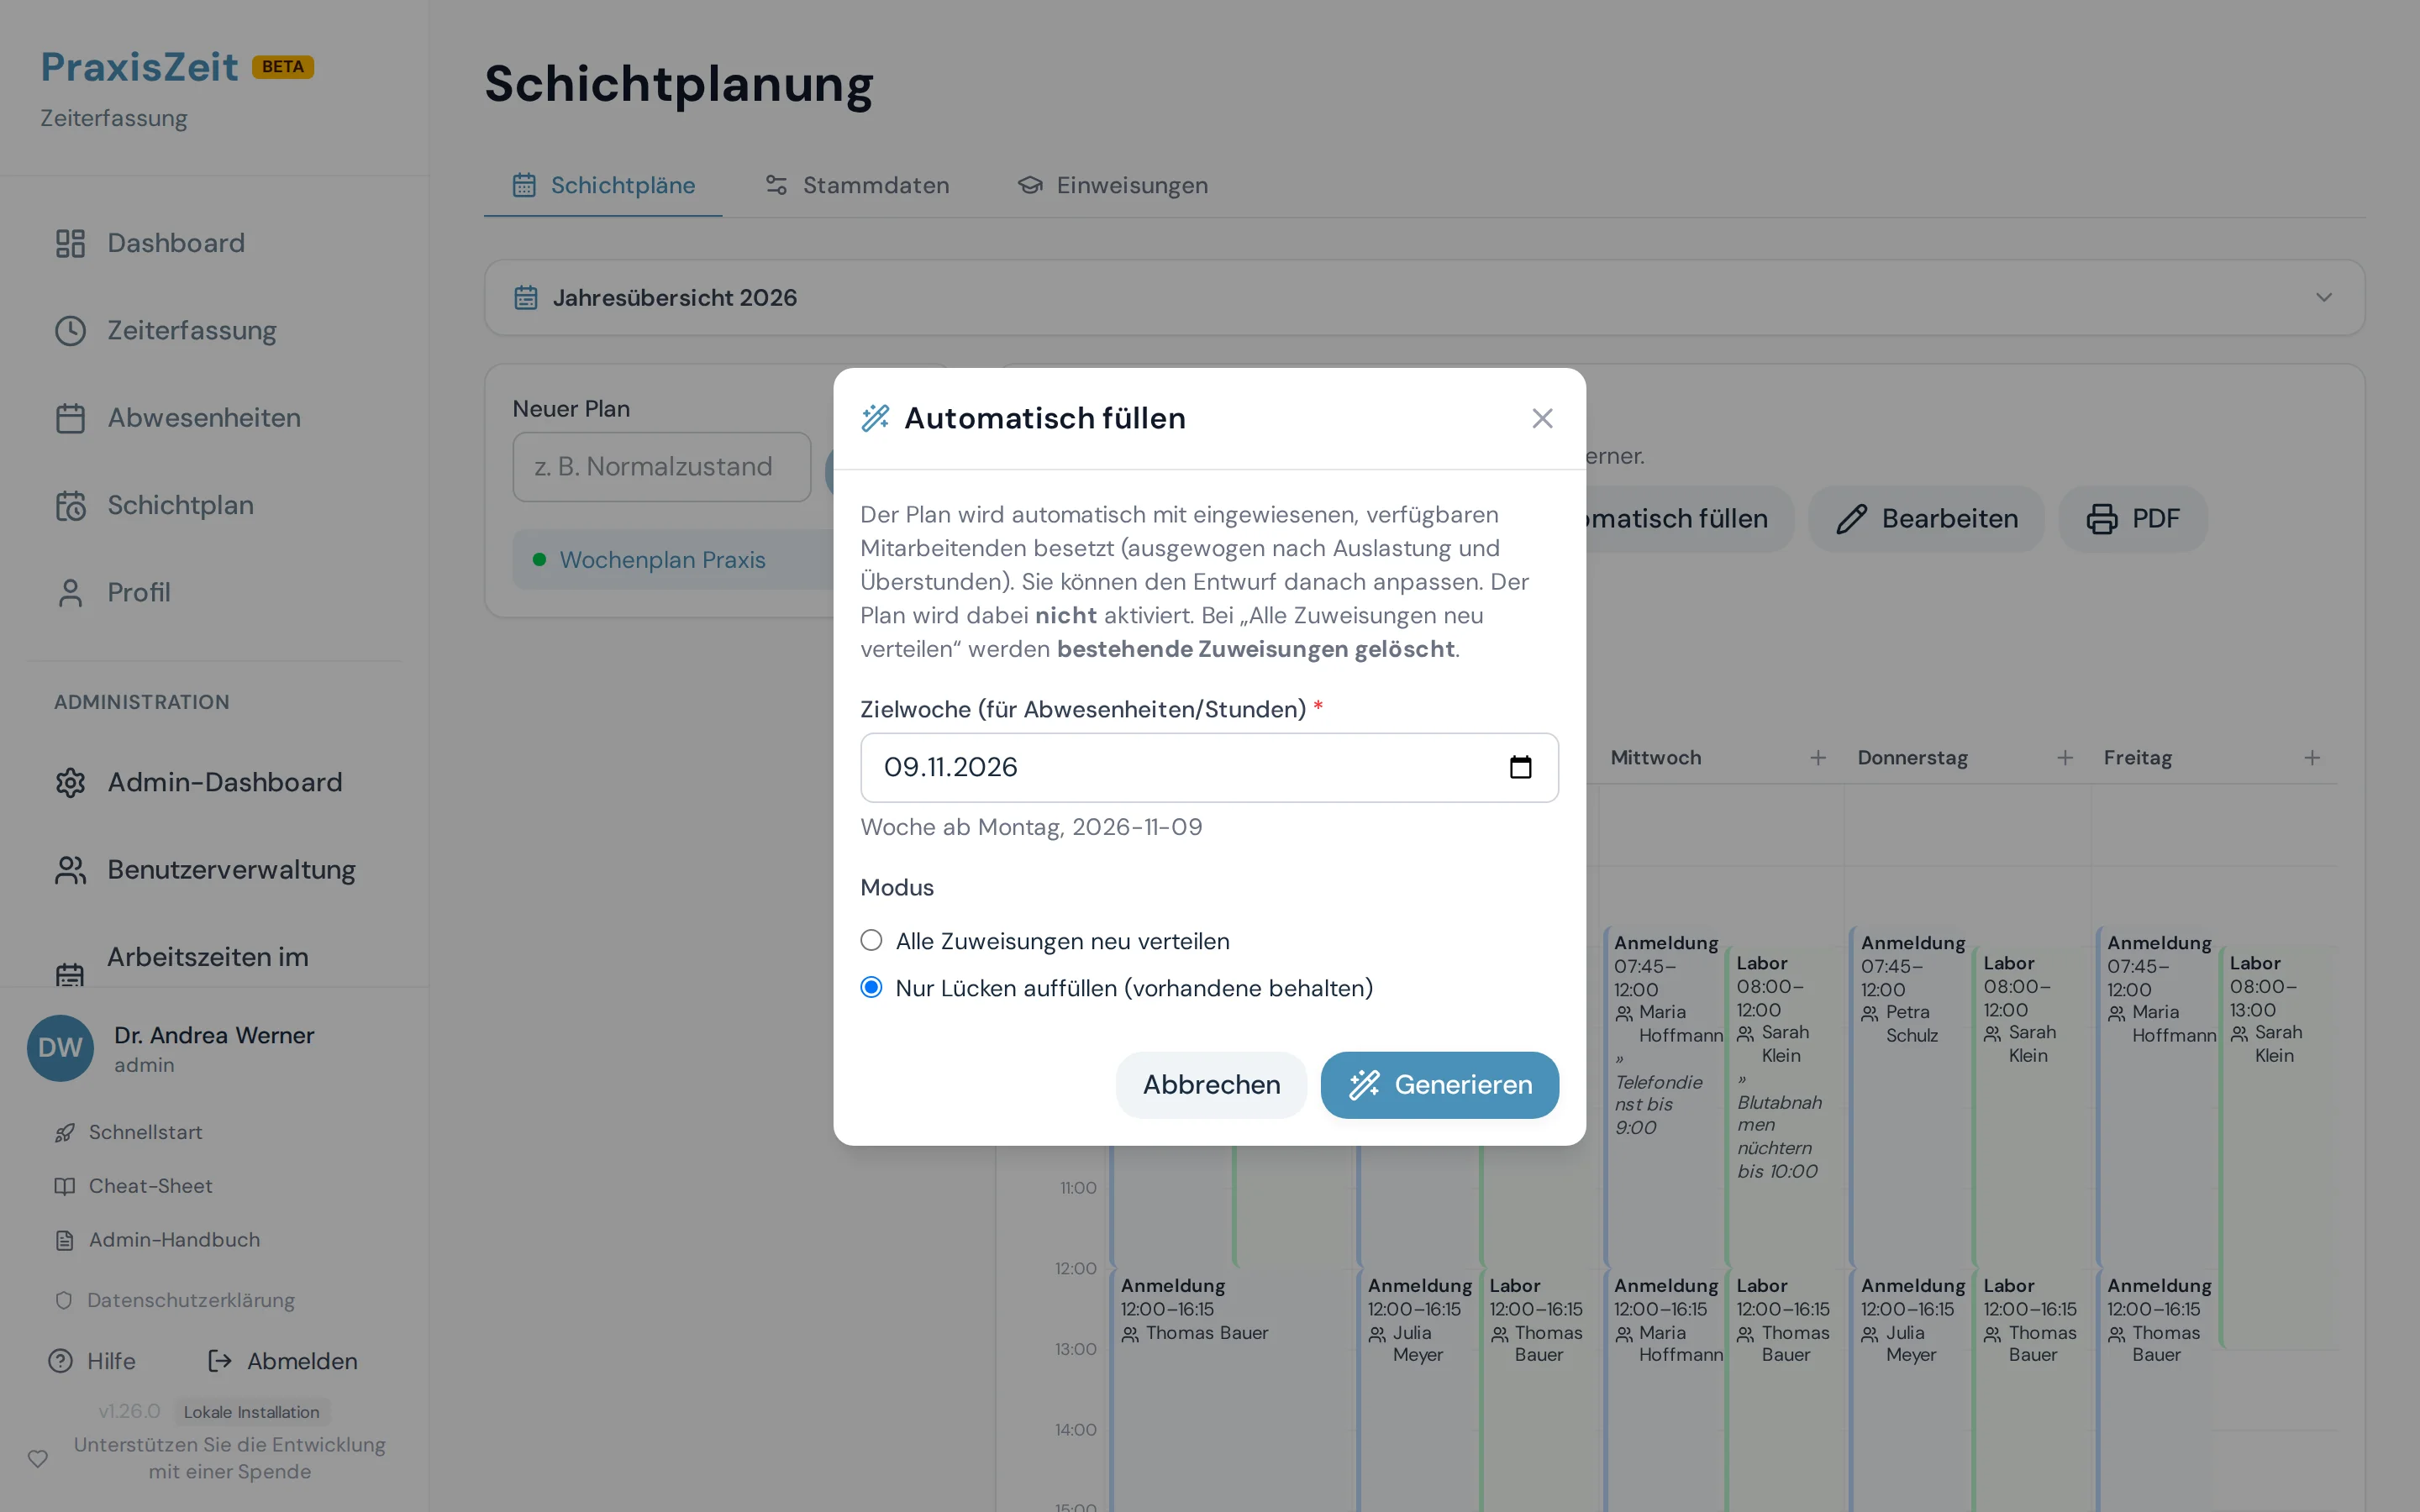 PraxisZeit BETA
Zeiterfassung
Dashboard
Zeiterfassung
Abwesenheiten
Schichtplan
Profil
ADMINISTRATION
Admin-Dashboard
Benutzerverwaltung
Arbeitszeiten im
DW
Dr. Andrea Werner
admin
Schnellstart
Cheat-Sheet
Admin-Handbuch
Datenschutzerklärung
Hilfe
Abmelden
v1.26.0 Lokale Installation
Unterstützen Sie die Entwicklung
mit einer Spende
Schichtplanung
Schichtpläne
Stammdaten
Einweisungen
Jahresübersicht 2026
Neuer Plan
z. B. Normalzustand
Wochenplan Praxis
erner.
omatisch füllen
Bearbeiten
PDF
Automatisch füllen
Der Plan wird automatisch mit eingewiesenen, verfügbaren
Mitarbeitenden besetzt (ausgewogen nach Auslastung und
Überstunden). Sie können den Entwurf danach anpassen. Der
Plan wird dabei nicht aktiviert. Bei „Alle Zuweisungen neu
verteilen“ werden bestehende Zuweisungen gelöscht.
Zielwoche (für Abwesenheiten/Stunden) *
09.11.2026
Woche ab Montag, 2026-11-09
Modus
Alle Zuweisungen neu verteilen
Nur Lücken auffüllen (vorhandene behalten)
Abbrechen
Generieren
Mittwoch
Donnerstag
Freitag
Anmeldung
07:45–
12:00
Maria
Hoffmann
»
Telefondie
nst bis
9:00
Labor
08:00–
12:00
Sarah
Klein
»
Blutabnah
men
nüchtern
bis 10:00
Anmeldung
07:45–
12:00
Petra
Schulz
Labor
08:00–
12:00
Sarah
Klein
Anmeldung
07:45–
12:00
Maria
Hoffmann
Labor
08:00–
13:00
Sarah
Klein
11:00
12:00
13:00
14:00
15:00
Anmeldung
12:00–16:15
Thomas Bauer
Anmeldung
12:00–16:15
Julia
Meyer
Labor
12:00–16:15
Thomas
Bauer
Anmeldung
12:00–16:15
Maria
Hoffmann
Labor
12:00–16:15
Thomas
Bauer
Anmeldung
12:00–16:15
Julia
Meyer
Labor
12:00–16:15
Thomas
Bauer
Anmeldung
12:00–16:15
Thomas
Bauer